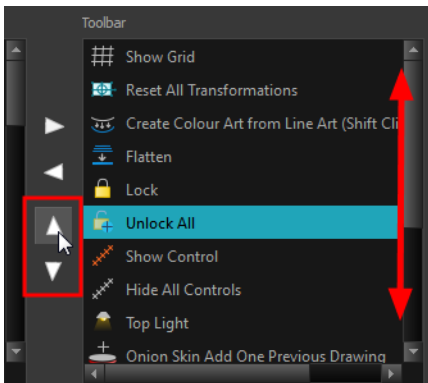 Toolbar
Show Grid
Reset All Transformations
Create Colour Art from Line Art (Shift Cli
Flatten
Lock
Unlock All
Show Control
Hide All Controls
Top Light
Onion Skin Add One Previous Drawing